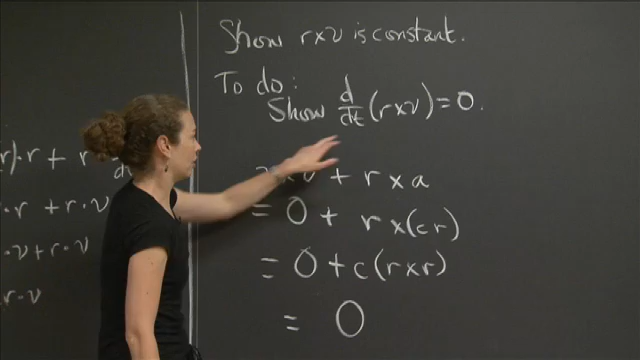 Show r×v is constant.
To do:
Show d/dt (r×v) = 0.
) · r + r
· r + r · v
· v + r · v
r · v
× v + r × a
= 0 + r×(cr)
= 0 + c(r×r)
= 0